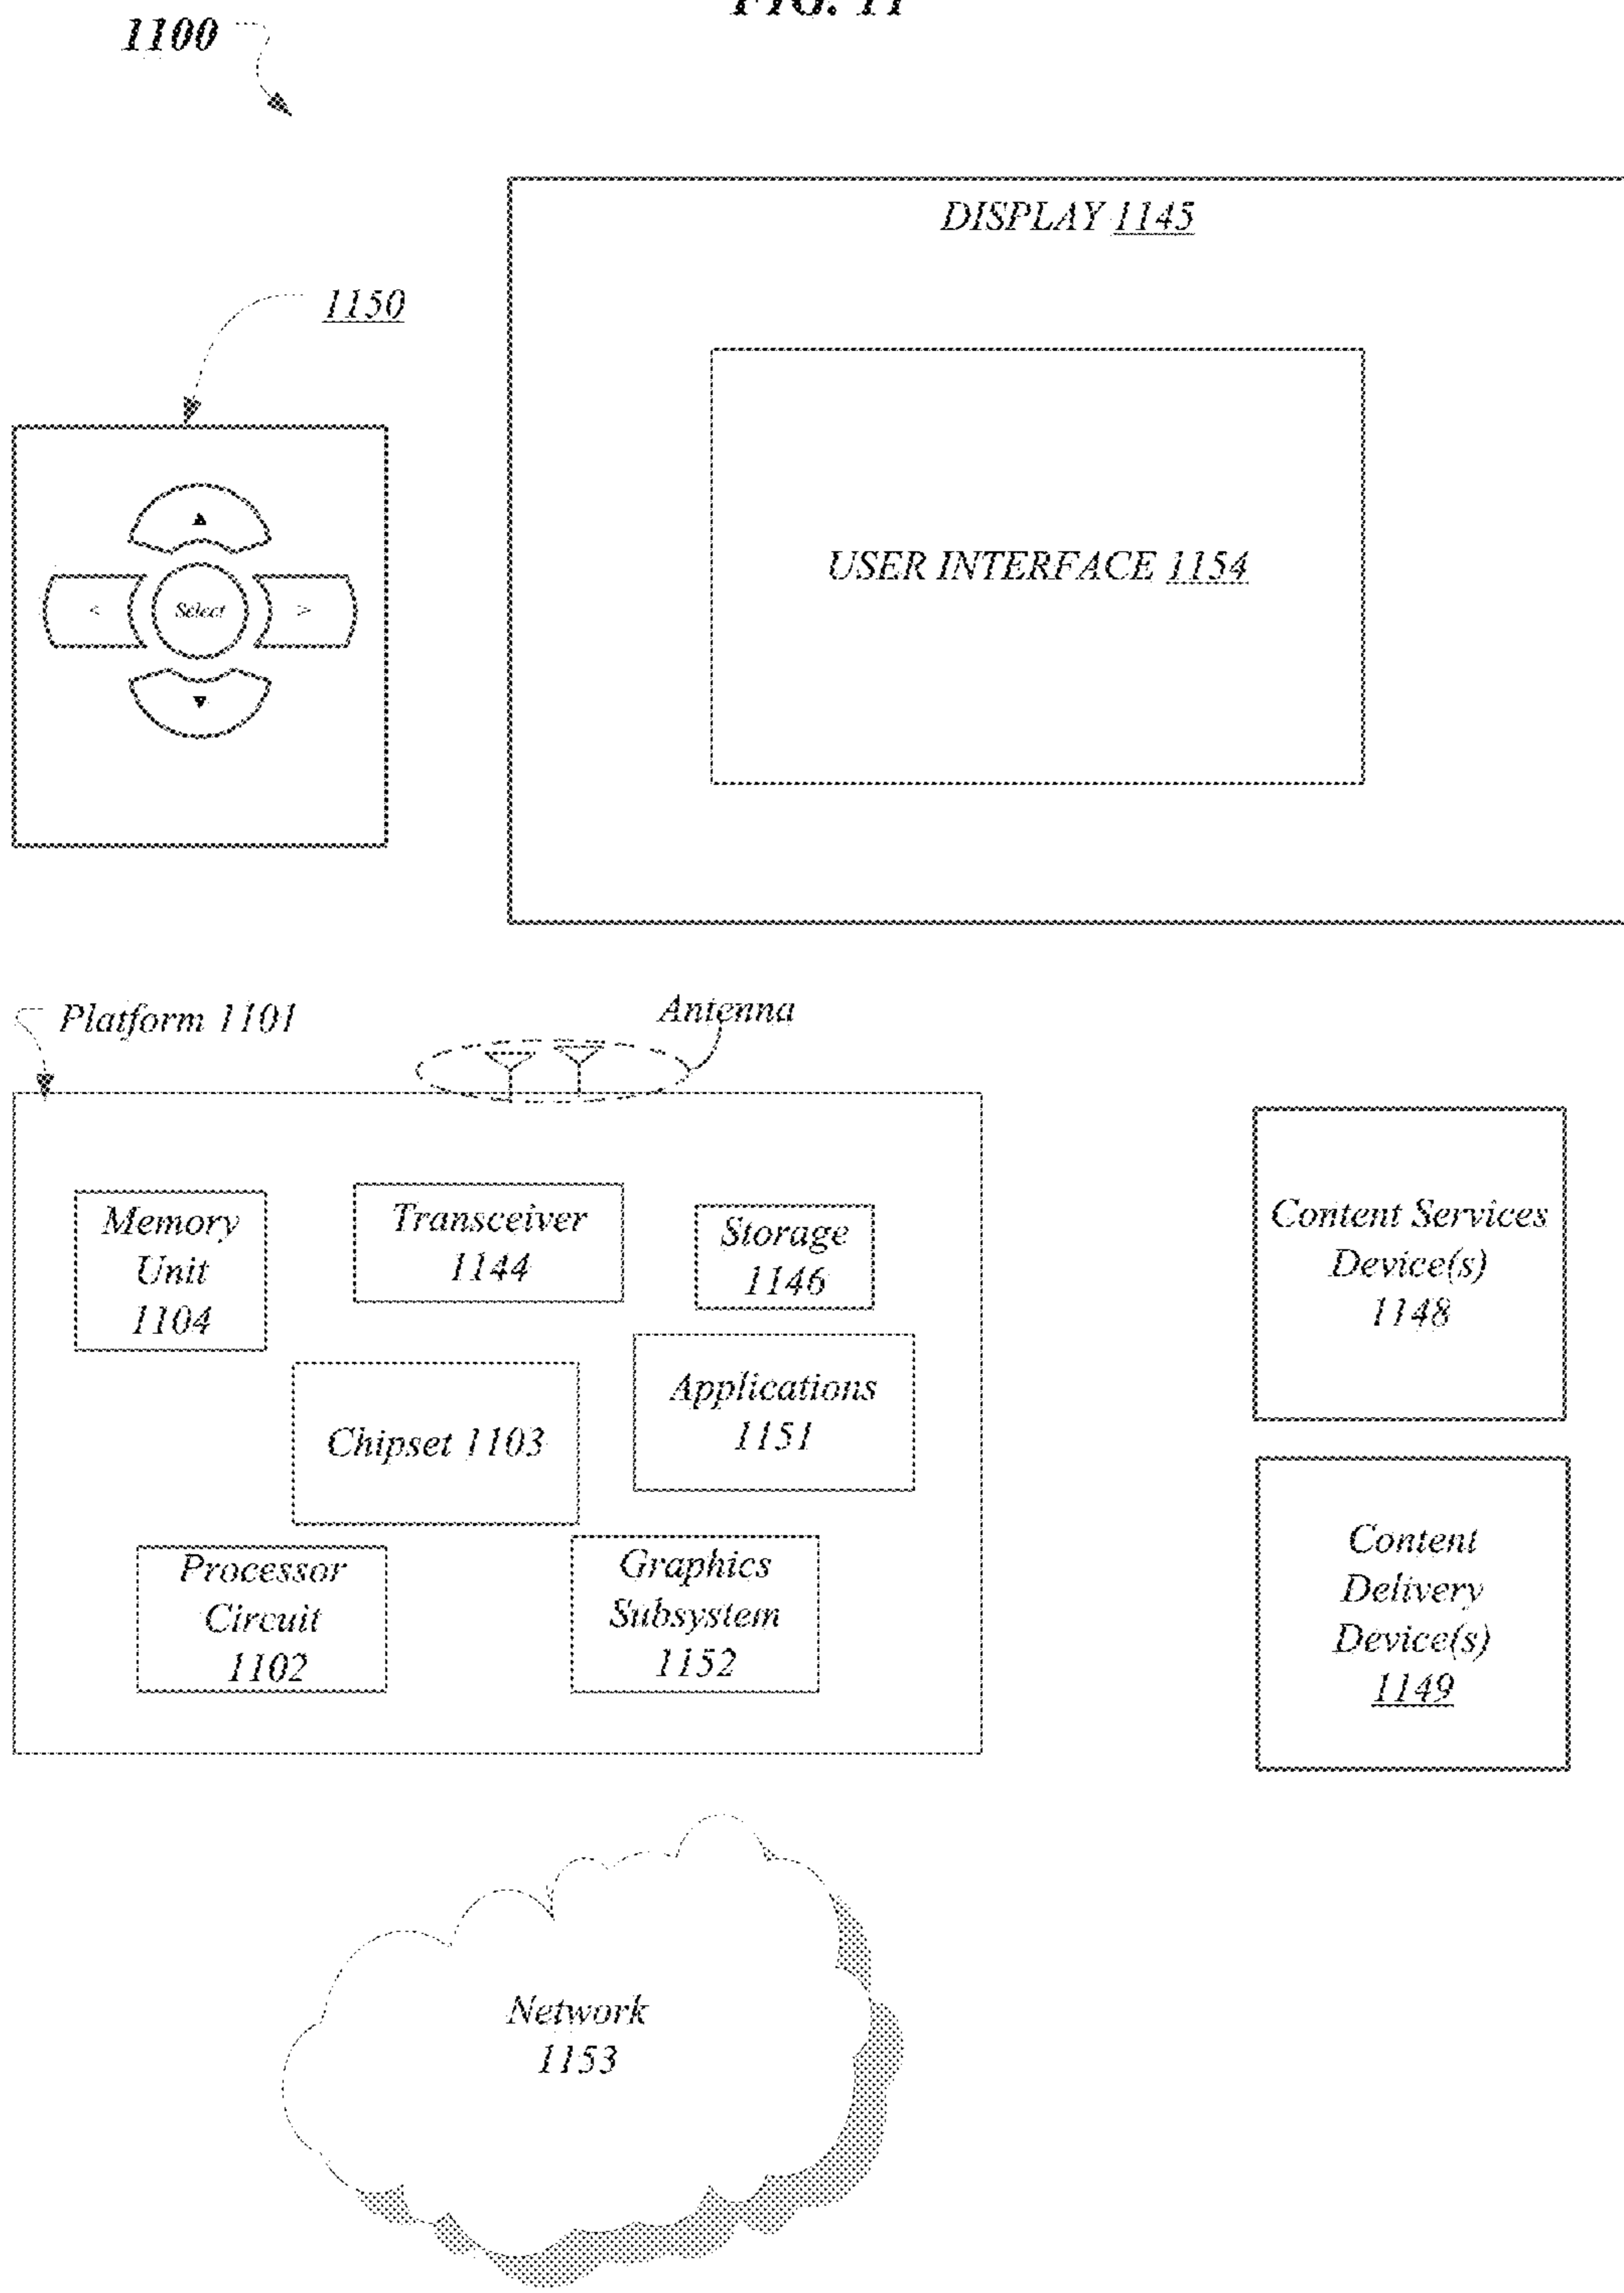 FIG. 11
1100
DISPLAY 1145
1150
USER INTERFACE 1154
▲
< Select >
▼
Platform 1101
Antenna
Memory
Unit
1104
Transceiver
1144
Storage
1146
Applications
1151
Chipset 1103
Processor
Circuit
1102
Graphics
Subsystem
1152
Content Services
Device(s)
1148
Content
Delivery
Device(s)
1149
Network
1153